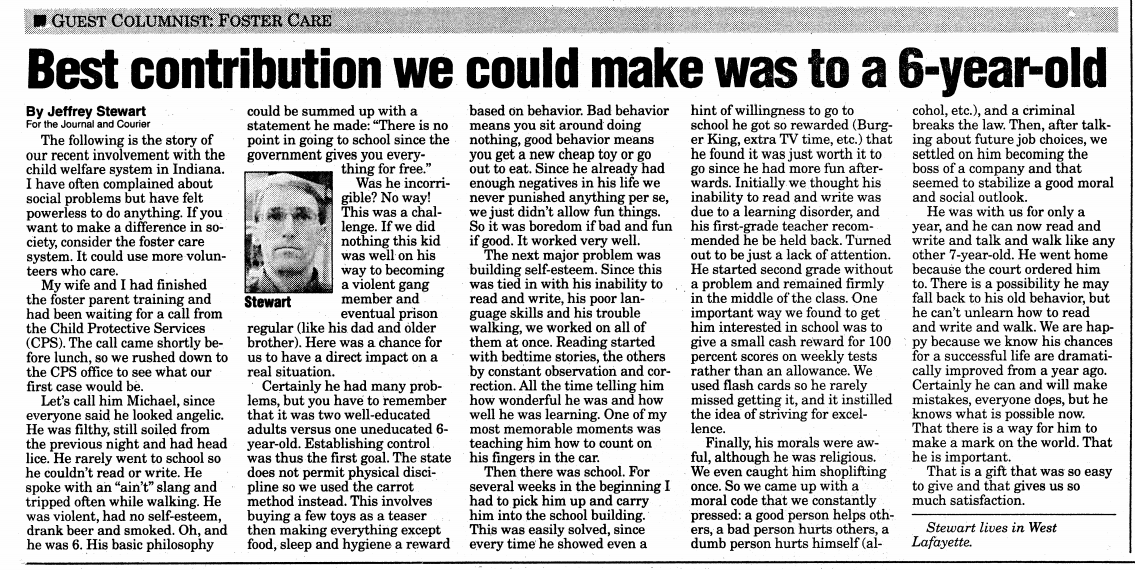 ■ GUEST COLUMNIST: FOSTER CARE
Best contribution we could make was to a 6-year-old
By Jeffrey Stewart
For the Journal and Courier
The following is the story of
our recent involvement with the
child welfare system in Indiana.
I have often complained about
social problems but have felt
powerless to do anything. If you
want to make a difference in so-
ciety, consider the foster care
system. It could use more volun-
teers who care.
My wife and I had finished
the foster parent training and
had been waiting for a call from
the Child Protective Services
(CPS). The call came shortly be-
fore lunch, so we rushed down to
the CPS office to see what our
first case would be.
Let's call him Michael, since
everyone said he looked angelic.
He was filthy, still soiled from
the previous night and had head
lice. He rarely went to school so
he couldn't read or write. He
spoke with an "ain't" slang and
tripped often while walking. He
was violent, had no self-esteem,
drank beer and smoked. Oh, and
he was 6. His basic philosophy
could be summed up with a
statement he made: "There is no
point in going to school since the
government gives you every-
thing for free."
Was he incorri-
gible? No way!
This was a chal-
lenge. If we did
nothing this kid
was well on his
way to becoming
a violent gang
member and
eventual prison
Stewart
regular (like his dad and older
brother). Here was a chance for
us to have a direct impact on a
real situation.
Certainly he had many prob-
lems, but you have to remember
that it was two well-educated
adults versus one uneducated 6-
year-old. Establishing control
was thus the first goal. The state
does not permit physical disci-
pline so we used the carrot
method instead. This involves
buying a few toys as a teaser
then making everything except
food, sleep and hygiene a reward
based on behavior. Bad behavior
means you sit around doing
nothing, good behavior means
you get a new cheap toy or go
out to eat. Since he already had
enough negatives in his life we
never punished anything per se,
we just didn't allow fun things.
So it was boredom if bad and fun
if good. It worked very well.
The next major problem was
building self-esteem. Since this
was tied in with his inability to
read and write, his poor lan-
guage skills and his trouble
walking, we worked on all of
them at once. Reading started
with bedtime stories, the others
by constant observation and cor-
rection. All the time telling him
how wonderful he was and how
well he was learning. One of my
most memorable moments was
teaching him how to count on
his fingers in the car.
Then there was school. For
several weeks in the beginning I
had to pick him up and carry
him into the school building.
This was easily solved, since
every time he showed even a
hint of willingness to go to
school he got so rewarded (Burg-
er King, extra TV time, etc.) that
he found it was just worth it to
go since he had more fun after-
wards. Initially we thought his
inability to read and write was
due to a learning disorder, and
his first-grade teacher recom-
mended he be held back. Turned
out to be just a lack of attention.
He started second grade without
a problem and remained firmly
in the middle of the class. One
important way we found to get
him interested in school was to
give a small cash reward for 100
percent scores on weekly tests
rather than an allowance. We
used flash cards so he rarely
missed getting it, and it instilled
the idea of striving for excel-
lence.
Finally, his morals were aw-
ful, although he was religious.
We even caught him shoplifting
once. So we came up with a
moral code that we constantly
pressed: a good person helps oth-
ers, a bad person hurts others, a
dumb person hurts himself (al-
cohol, etc.), and a criminal
breaks the law. Then, after talk-
ing about future job choices, we
settled on him becoming the
boss of a company and that
seemed to stabilize a good moral
and social outlook.
He was with us for only a
year, and he can now read and
write and talk and walk like any
other 7-year-old. He went home
because the court ordered him
to. There is a possibility he may
fall back to his old behavior, but
he can't unlearn how to read
and write and walk. We are hap-
py because we know his chances
for a successful life are dramati-
cally improved from a year ago.
Certainly he can and will make
mistakes, everyone does, but he
knows what is possible now.
That there is a way for him to
make a mark on the world. That
he is important.
That is a gift that was so easy
to give and that gives us so
much satisfaction.
Stewart lives in West
Lafayette.